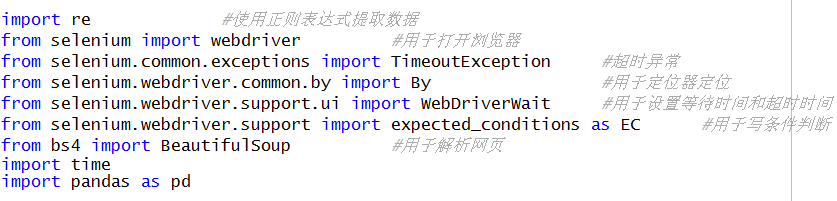 import re #使用正则表达式提取数据
from selenium import webdriver #用于打开浏览器
from selenium.common.exceptions import TimeoutException #超时异常
from selenium.webdriver.common.by import By #用于定位器定位
from selenium.webdriver.support.ui import WebDriverWait #用于设置等待时间和超时时间
from selenium.webdriver.support import expected_conditions as EC #用于写条件判断
from bs4 import BeautifulSoup #用于解析网页
import time
import pandas as pd